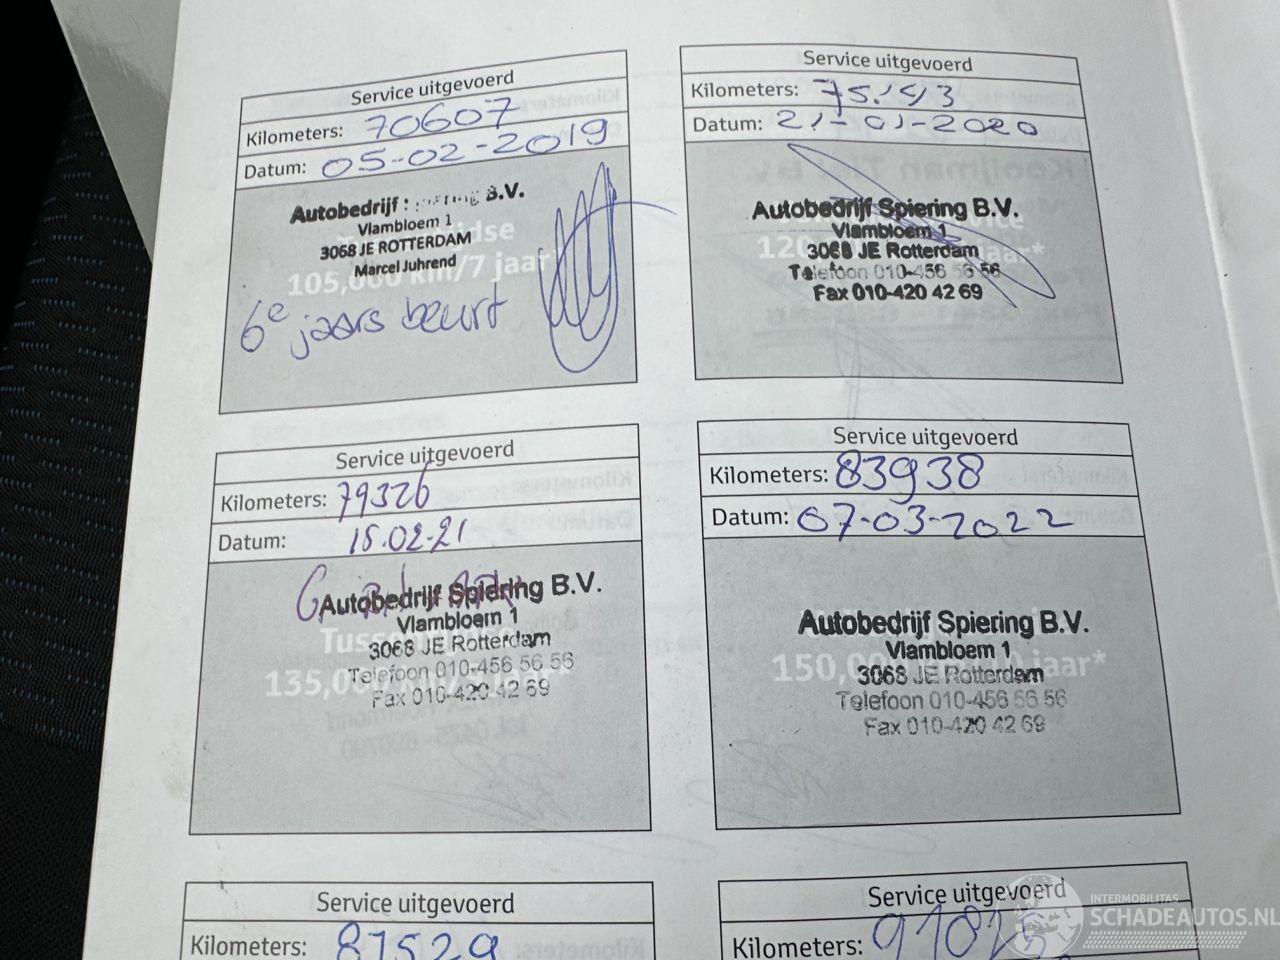 Service uitgevoerd
Kilometers: 70607
Datum: 05-02-2019
Autobedrijf B.V.
Vlambloem 1
3068 JE ROTTERDAM
Marcel Juhrend
105,000 km/7 jaar
6e jaars beurt
Service uitgevoerd
Kilometers: 75.193
Datum: 21-01-2020
Autobedrijf Spiering B.V.
Vlambloem 1
3068 JE Rotterdam
Telefoon 010-456 56 56
Fax 010-420 42 69
Service uitgevoerd
Kilometers: 79326
Datum: 15.02-21
Autobedrijf Spiering B.V.
Vlambloem 1
3068 JE Rotterdam
Telefoon 010-456 56 56
Fax 010-420 42 69
Service uitgevoerd
Kilometers: 83938
Datum: 07-03-2022
Autobedrijf Spiering B.V.
Vlambloem 1
3068 JE Rotterdam
Telefoon 010-456 56 56
Fax 010-420 42 69
Service uitgevoerd
Kilometers: 87529
Service uitgevoerd
Kilometers:
INTERMOBILITAS
SCHADEAUTOS.NL